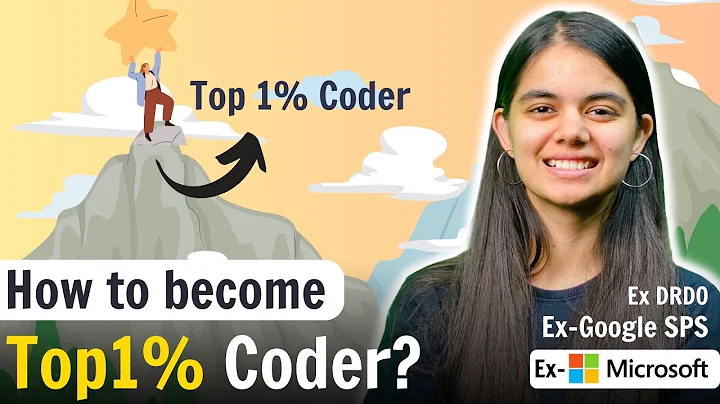 Top 1% Coder
How to become
Top1% Coder?
Ex DRDO
Ex-Google SPS
Ex- Microsoft